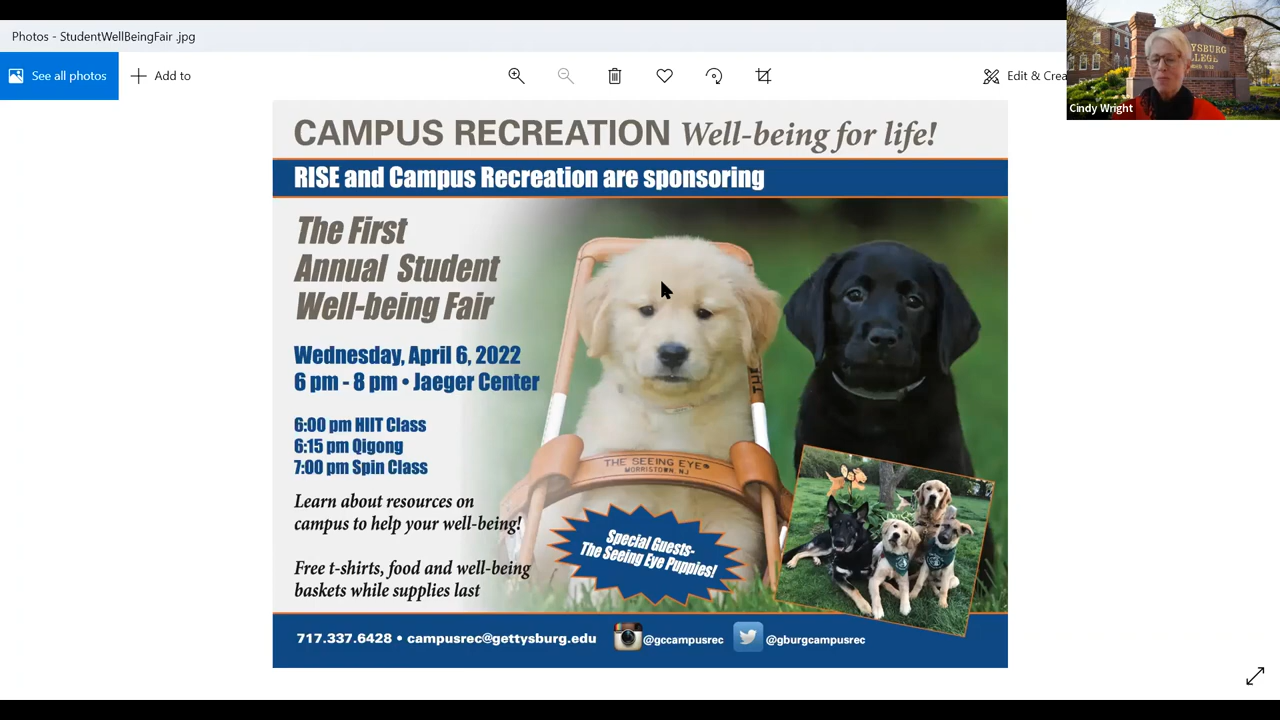 Photos - StudentWellBeingFair .jpg
See all photos
Add to
Edit & Crea
YSBURG
LLEGE
Cindy Wright
CAMPUS RECREATION Well-being for life!
RISE and Campus Recreation are sponsoring
The First
Annual Student
Well-being Fair
Wednesday, April 6, 2022
6 pm - 8 pm • Jaeger Center
6:00 pm HIIT Class
6:15 pm Qigong
7:00 pm Spin Class
Learn about resources on
campus to help your well-being!
Free t-shirts, food and well-being
baskets while supplies last
THE
THE SEEING EYE®
MORRISTOWN, NJ
Special Guests-
The Seeing Eye Puppies!
717.337.6428 • campusrec@gettysburg.edu @gccampusrec @gburgcampusrec